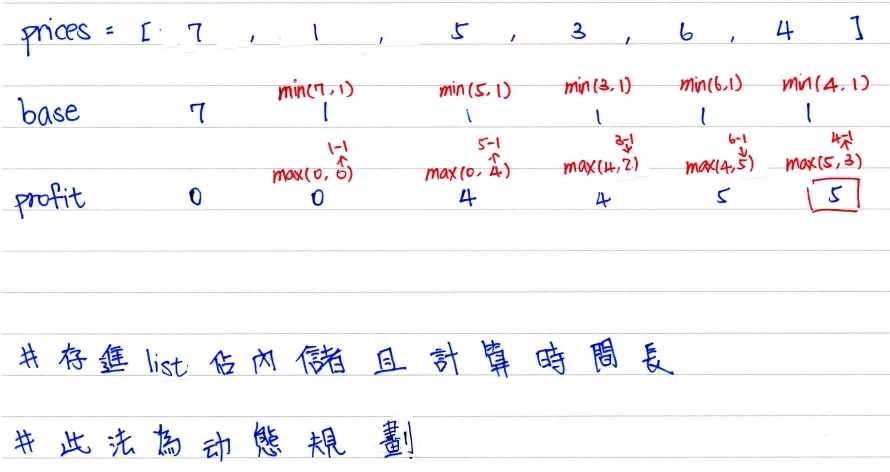 prices = [ 7 , 1 , 5 , 3 , 6 , 4 ]
min(7,1) min(5,1) min(3,1) min(6,1) min(4,1)
base 7 1 1 1 1 1
1-1 5-1 3-1 6-1 4-1
max(0, 0) max(0, 4) max(4,2) max(4,5) max(5,3)
profit 0 0 4 4 5 5
# 存進 list 佔內儲且計算時間長
# 此法為动態規劃